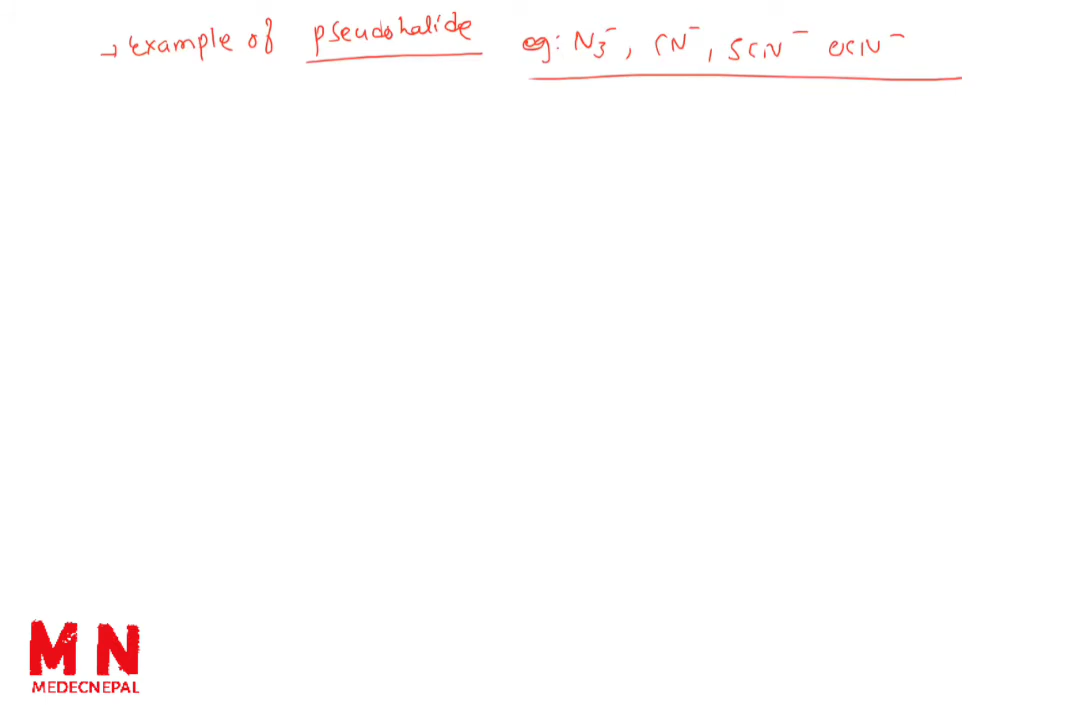 → example of pseudohalide eg: N₃⁻, CN⁻, SCN⁻ OCN⁻
MN
MEDECNEPAL